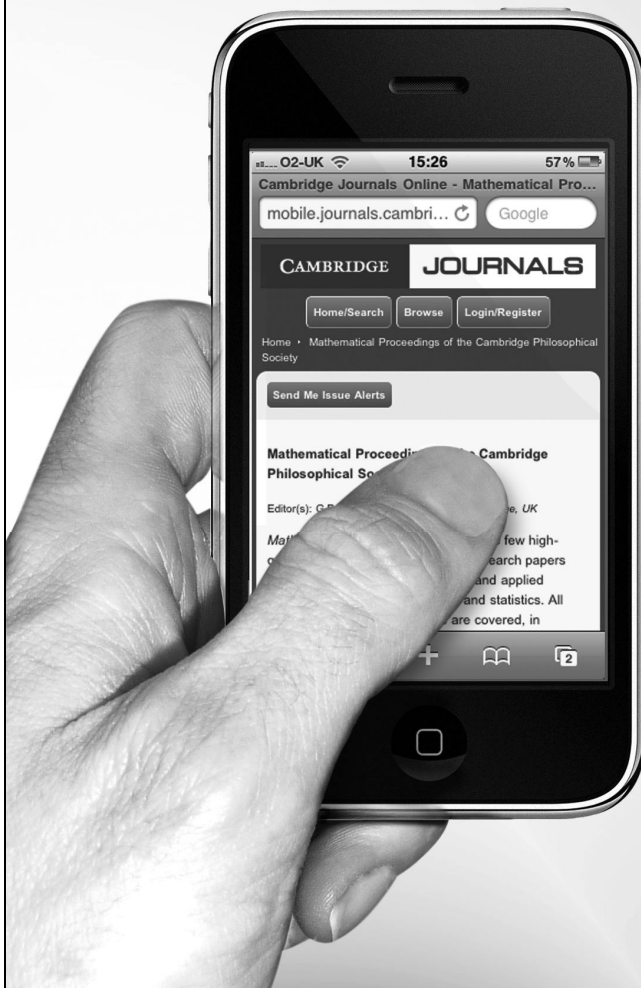 O2-UK 15:26 57%
Cambridge Journals Online - Mathematical Pro...
mobile.journals.cambri... Google
CAMBRIDGE JOURNALS
Home/Search Browse Login/Register
Home · Mathematical Proceedings of the Cambridge Philosophical
Society
Send Me Issue Alerts
Mathematical Cambridge
Philosophical
Editor(s): UK
few high-
earch papers
and applied
and statistics. All
are covered, in
2